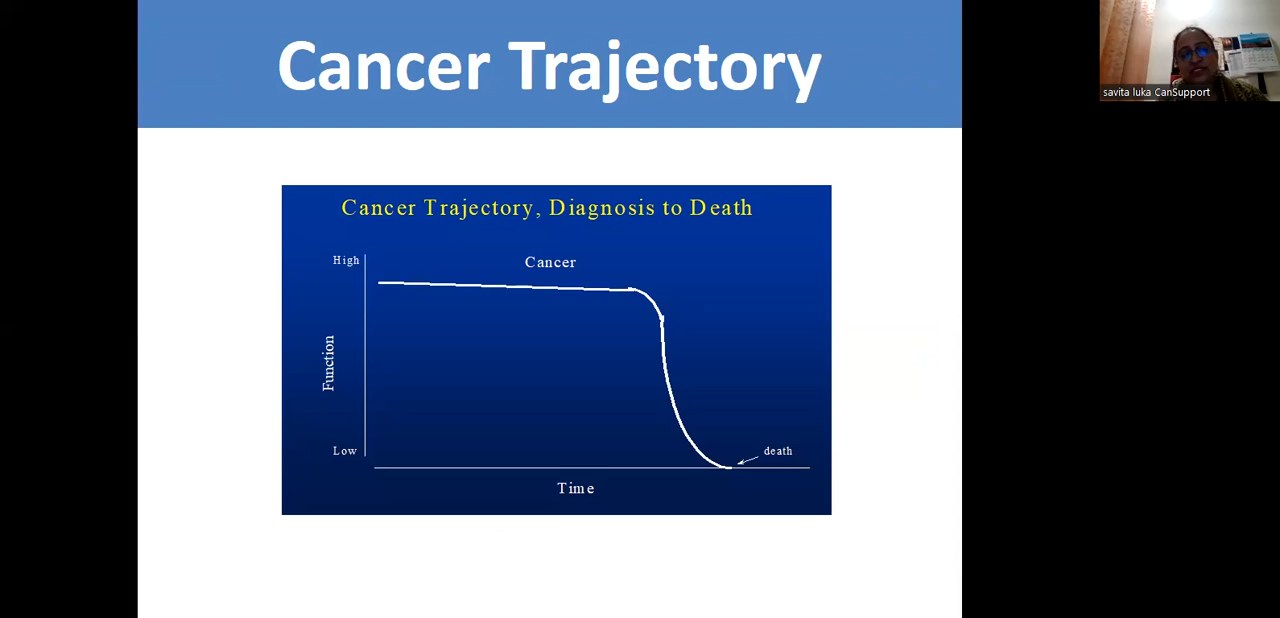 Cancer Trajectory
savita luka CanSupport
Cancer Trajectory, Diagnosis to Death
High
Cancer
Function
Low
death
Time